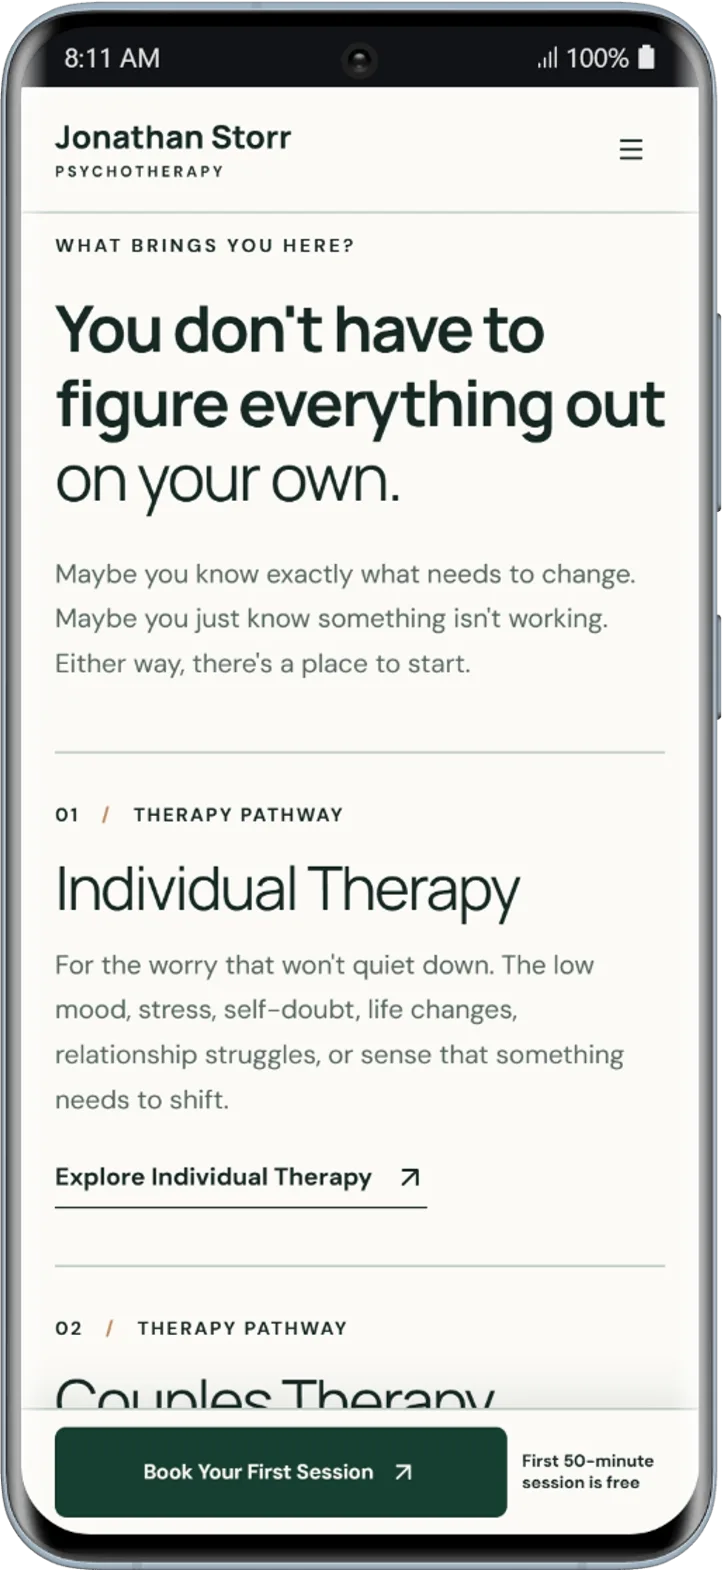 8:11 AM 100%
Jonathan Storr
PSYCHOTHERAPY
WHAT BRINGS YOU HERE?
You don't have to
figure everything out
on your own.
Maybe you know exactly what needs to change.
Maybe you just know something isn't working.
Either way, there's a place to start.
01 / THERAPY PATHWAY
Individual Therapy
For the worry that won't quiet down. The low
mood, stress, self-doubt, life changes,
relationship struggles, or sense that something
needs to shift.
Explore Individual Therapy
02 / THERAPY PATHWAY
Couples Therapy
Book Your First Session
First 50-minute
session is free